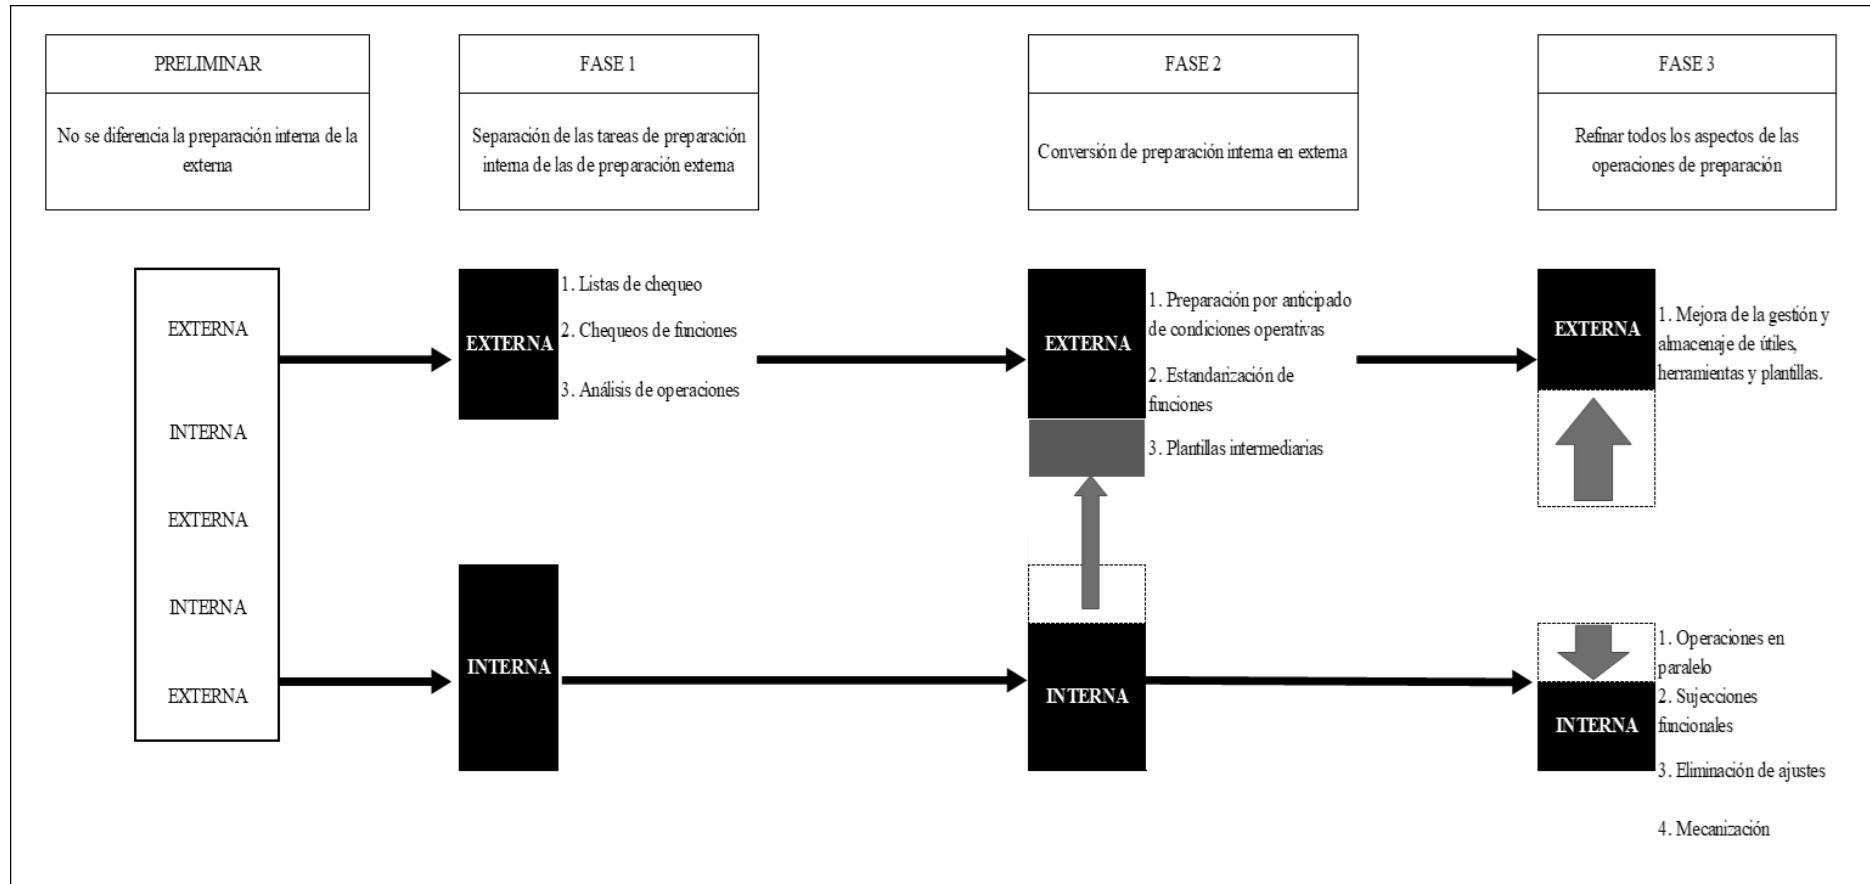 PRELIMINAR
No se diferencia la preparación interna de la
externa
FASE 1
Separación de las tareas de preparación
interna de las de preparación externa
FASE 2
Conversión de preparación interna en externa
FASE 3
Refinar todos los aspectos de las
operaciones de preparación
EXTERNA
INTERNA
EXTERNA
INTERNA
EXTERNA
EXTERNA
1. Listas de chequeo
2. Chequeos de funciones
3. Análisis de operaciones
INTERNA
EXTERNA
1. Preparación por anticipado
de condiciones operativas
2. Estandarización de
funciones
3. Plantillas intermediarias
INTERNA
EXTERNA
1. Mejora de la gestión y
almacenaje de útiles,
herramientas y plantillas.
INTERNA
1. Operaciones en
paralelo
2. Sujecciones
funcionales
3. Eliminación de ajustes
4. Mecanización